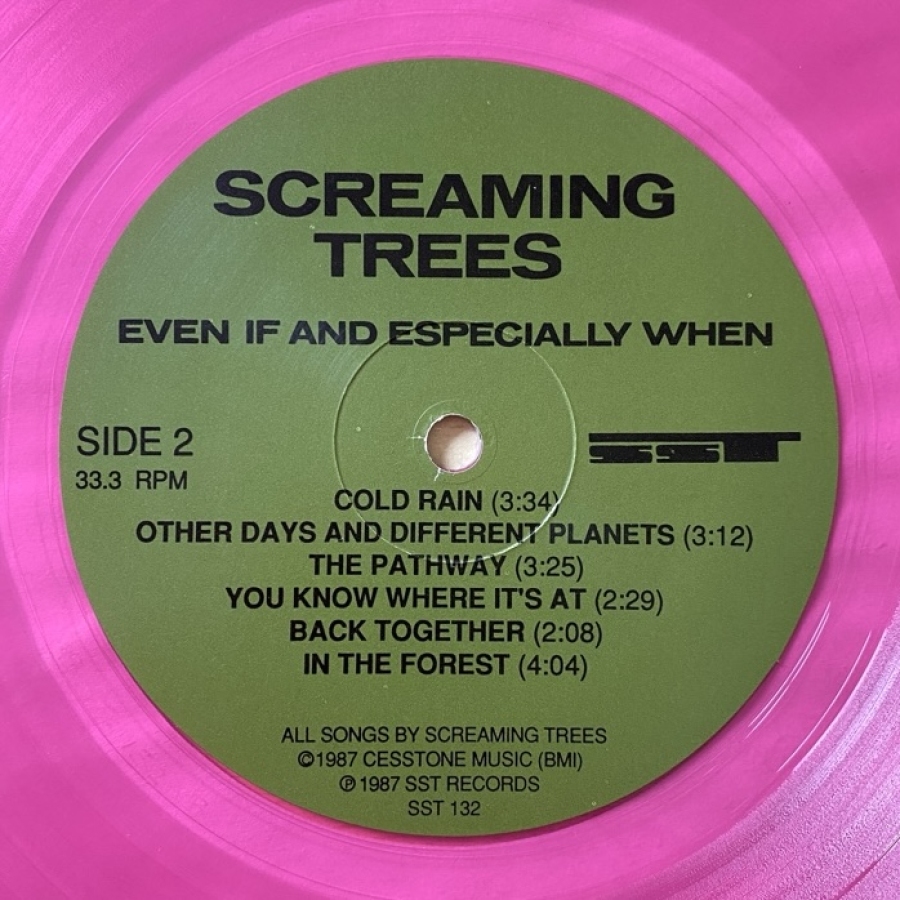 SCREAMING
TREES
EVEN IF AND ESPECIALLY WHEN
SIDE 2
33.3 RPM
SST
COLD RAIN (3:34)
OTHER DAYS AND DIFFERENT PLANETS (3:12)
THE PATHWAY (3:25)
YOU KNOW WHERE IT'S AT (2:29)
BACK TOGETHER (2:08)
IN THE FOREST (4:04)
ALL SONGS BY SCREAMING TREES
©1987 CESSTONE MUSIC (BMI)
℗ 1987 SST RECORDS
SST 132